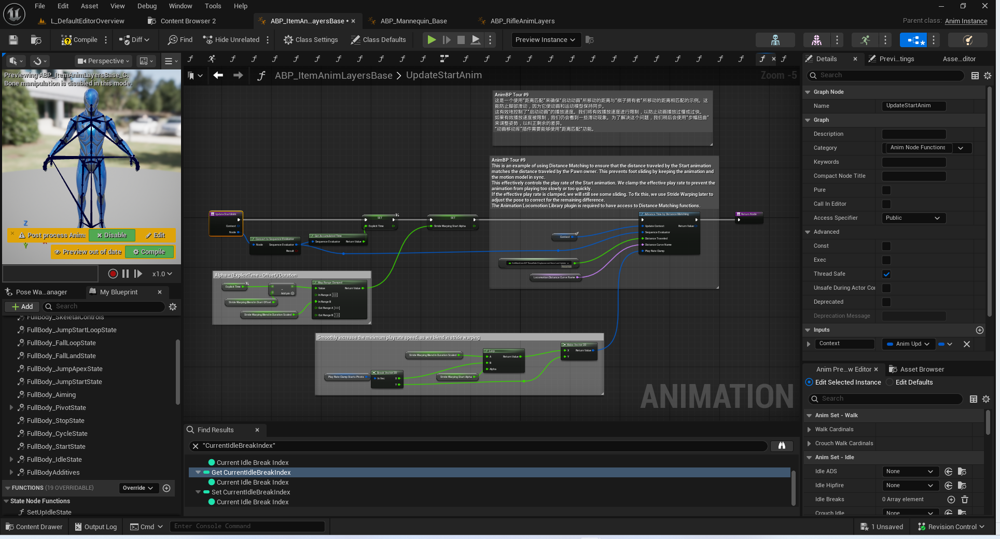 File Edit Asset View Debug Window Tools Help
L_DefaultEditorOverview
Content Browser 2
ABP_ItemAn...ayersBase *
ABP_Mannequin_Base
ABP_RifleAnimLayers
Parent class: Anim Instance
Compile
Diff
Find
Hide Unrelated
Class Settings
Class Defaults
Preview Instance
Perspective
Previewing ABP_ItemAnimLayersBase_C.
Bone manipulation is disabled in this mode.
Z
Y
Post process Anim
Disable
Edit
Preview out of date
Compile
x1.0
Pose Wa...anager
My Blueprint
Add
Search
FullBody_SkeletalControls
FullBody_JumpStartLoopState
FullBody_FallLoopState
FullBody_FallLandState
FullBody_JumpApexState
FullBody_JumpStartState
FullBody_Aiming
FullBody_PivotState
FullBody_StopState
FullBody_CycleState
FullBody_StartState
FullBody_IdleState
FullBodyAdditives
FUNCTIONS (19 OVERRIDABLE)
Override
State Node Functions
SetUpIdleState
ABP_ItemAnimLayersBase > UpdateStartAnim
Zoom -5
AnimBP Tour #9
这是一个使用"距离匹配"来确保"启动动画"所移动的距离与"棋子拥有者"所移动的距离相匹配的示例。这
能防止脚部滑动，因为它使动画和运动模型保持同步。
这有效地控制了"启动动画"的播放速度。我们将有效播放速度进行限制，以防止动画播放过慢或过快。
如果有效播放速度被限制，我们仍会看到一些滑动现象。为了解决这个问题，我们稍后会使用"步幅扭曲"
来调整姿势，以纠正剩余的差异。
"动画移动库"插件需要能够使用"距离匹配"功能。
AnimBP Tour #9
This is an example of using Distance Matching to ensure that the distance traveled by the Start animation
matches the distance traveled by the Pawn owner. This prevents foot sliding by keeping the animation and
the motion model in sync.
This effectively controls the play rate of the Start animation. We clamp the effective play rate to prevent the
animation from playing too slowly or too quickly.
If the effective play rate is clamped, we will still see some sliding. To fix this, we use Stride Warping later to
adjust the pose to correct for the remaining difference.
The Animation Locomotion Library plugin is required to have access to Distance Matching functions.
UpdateStartAnim
Context
Node
Convert to Sequence Evaluator
Node
Sequence Evaluator
Result
Get Accumulated Time
Sequence Evaluator
Return Value
SET
Explicit Time
SET
Stride Warping Start Alpha
Context
Locomotion Distance Curve Name
Advance Time by Distance Matching
Update Context
Return Value
Sequence Evaluator
Distance Traveled
Distance Curve Name
Play Rate Clamp
Return Node
Alpha = (ExplicitTime - Offset)/Duration
Explicit Time
Add pin
Stride Warping Blend in Start Offset
Stride Warping Blend in Duration Scaled
Map Range Clamped
Value
Return Value
In Range A 0.0
In Range B
Out Range A 0.0
Out Range B 1.0
Smoothly increase the minimum playrate speed, as we blend in stride warping
Stride Warping Blend in Duration Scaled
Play Rate Clamp Starts Pivots
Break Vector 2D
In Vec
X
Y
Stride Warping Start Alpha
Lerp
A
Return Value
B
Alpha
Make Vector 2D
X
Return Value
Y
ANIMATION
Find Results
"CurrentIdleBreakIndex"
Current Idle Break Index
Get CurrentIdleBreakIndex
Current Idle Break Index
Set CurrentIdleBreakIndex
Current Idle Break Index
Details
Previ...tings
Asse...ditor
Search
Graph Node
Name
UpdateStartAnim
Graph
Description
Category
Anim Node Functions
Keywords
Compact Node Title
Pure
Call In Editor
Access Specifier
Public
Advanced
Const
Exec
Thread Safe
Unsafe During Actor Cor
Deprecated
Deprecation Message
Inputs
Context
Anim Upd
Anim Pre...w Editor
Asset Browser
Edit Selected Instance
Edit Defaults
Search
Anim Set - Walk
Walk Cardinals
Crouch Walk Cardinals
Anim Set - Idle
Idle ADS
None
Idle Hipfire
None
Idle Breaks
0 Array element
Crouch Idle
None
Content Drawer
Output Log
Cmd
Enter Console Command
1 Unsaved
Revision Control